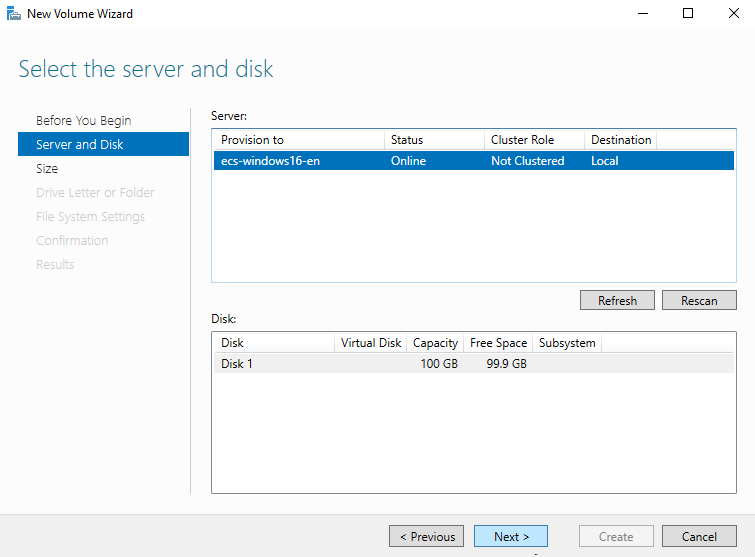 New Volume Wizard
Select the server and disk
Before You Begin
Server and Disk
Size
Drive Letter or Folder
File System Settings
Confirmation
Results
Server:
Provision to Status Cluster Role Destination
ecs-windows16-en Online Not Clustered Local
Refresh Rescan
Disk:
Disk Virtual Disk Capacity Free Space Subsystem
Disk 1 100 GB 99.9 GB
< Previous Next > Create Cancel